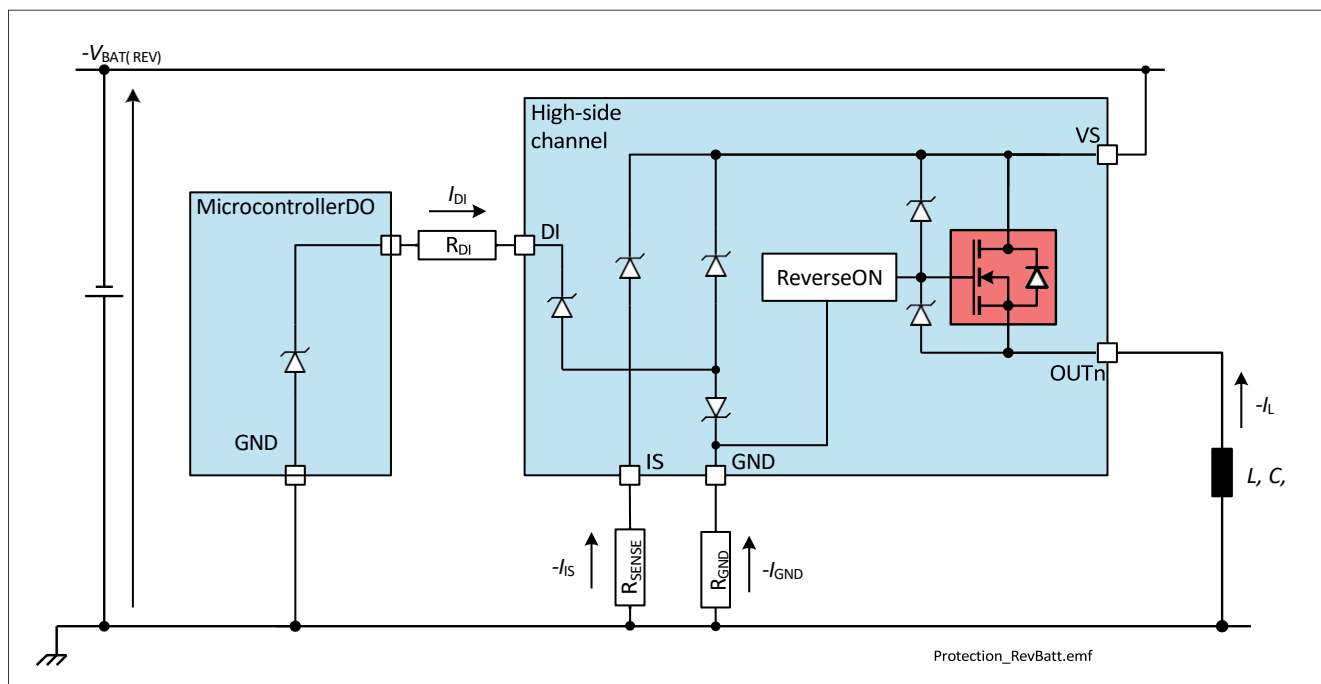 -VBAT(REV)
High-side
channel
VS
MicrocontrollerDO
IDI
RDI
DI
ReverseON
OUTn
-IL
GND
IS
GND
L, C,
-IIS
RSENSE
RGND
-IGND
Protection_RevBatt.emf